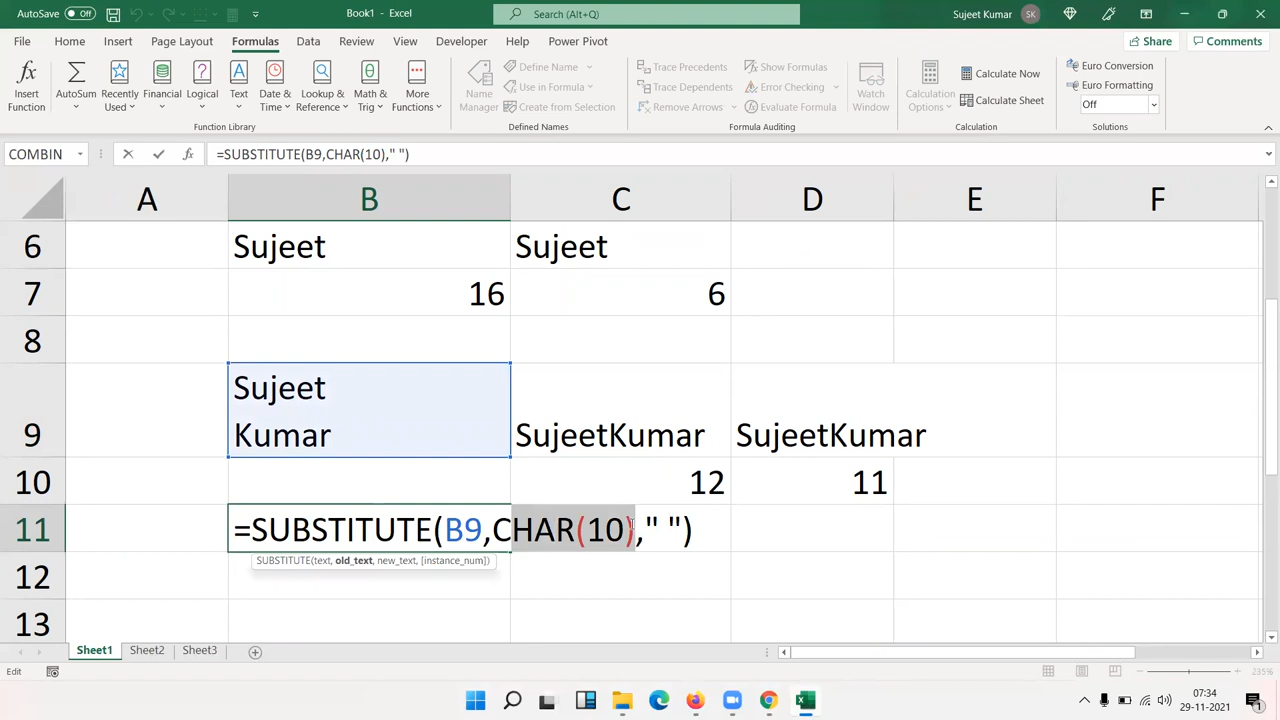 AutoSave Off Book1 - Excel Search (Alt+Q) Sujeet Kumar SK
File Home Insert Page Layout Formulas Data Review View Developer Help Power Pivot Share Comments
Insert Function AutoSum Recently Used Financial Logical Text Date & Time Lookup & Reference Math & Trig More Functions
Function Library
Name Manager Define Name Use in Formula Create from Selection
Defined Names
Trace Precedents Trace Dependents Remove Arrows Show Formulas Error Checking Evaluate Formula
Formula Auditing
Watch Window
Calculation Options Calculate Now Calculate Sheet
Calculation
Euro Conversion
Euro Formatting
Off
Solutions
COMBIN fx =SUBSTITUTE(B9,CHAR(10)," ")
A B C D E F
6 Sujeet Sujeet
7 16 6
8
Sujeet
9 Kumar SujeetKumar SujeetKumar
10 12 11
11 =SUBSTITUTE(B9,CHAR(10)," ")
SUBSTITUTE(text, old_text, new_text, [instance_num])
12
13
Sheet1 Sheet2 Sheet3
Edit 235%
07:34
29-11-2021
1